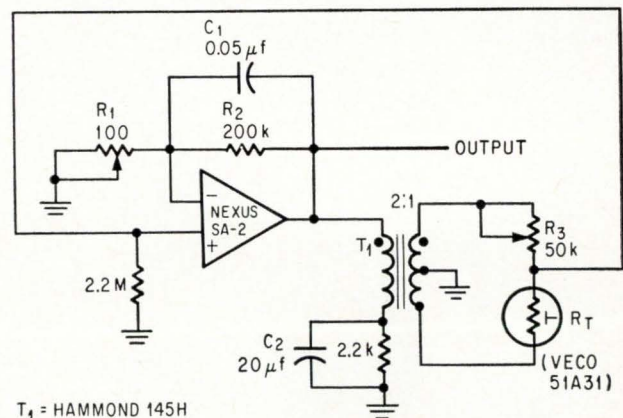 C1
0.05 μf
R1
100
R2
200 k
OUTPUT
−
NEXUS
SA-2
+
2.2 M
2:1
T1
R3
50 k
C2
20 μf
2.2 k
RT
(VECO
51A31)
T1 = HAMMOND 145H